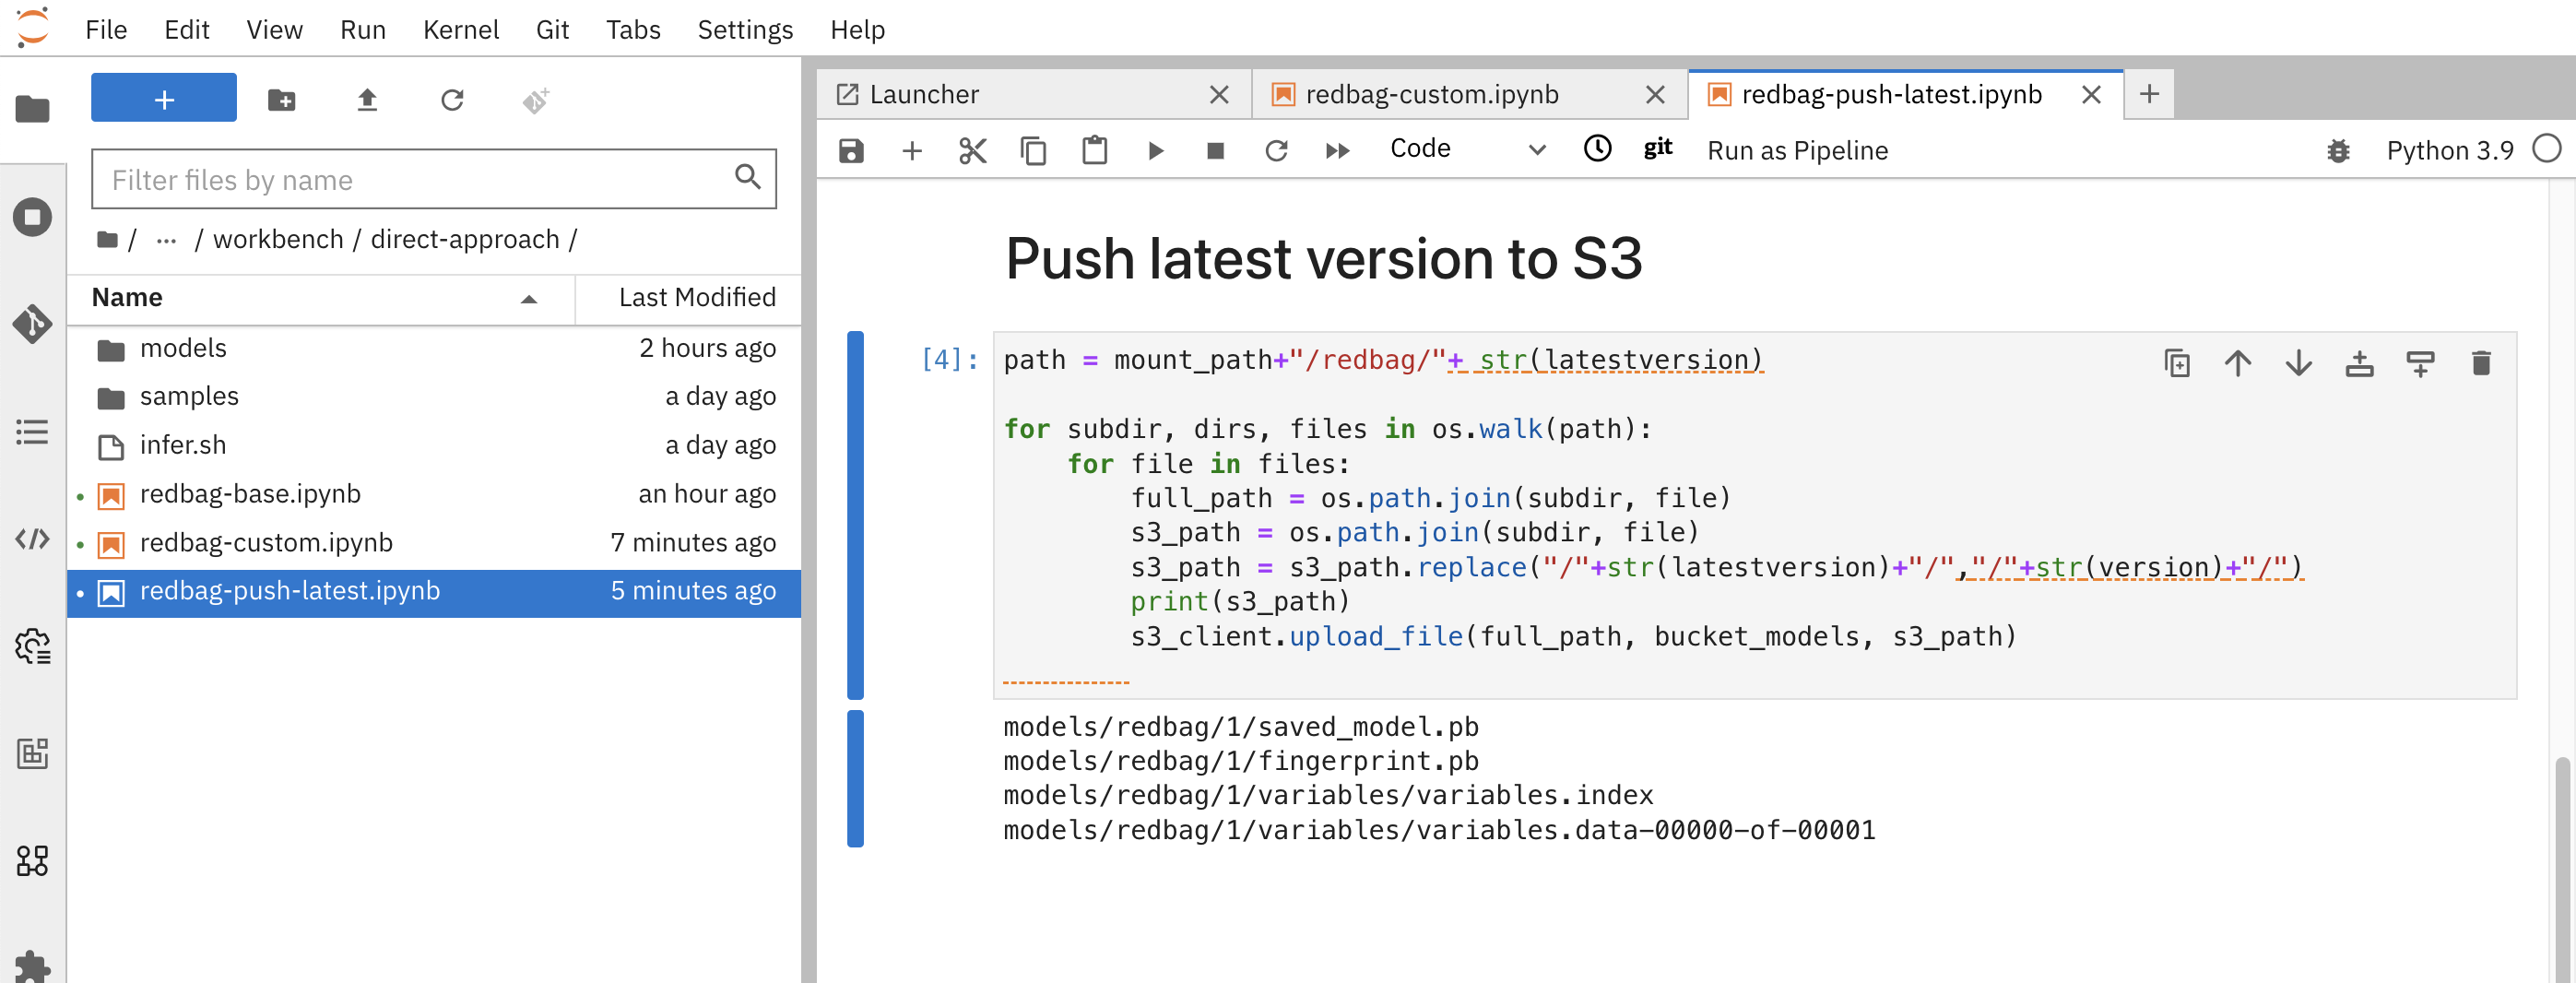 File Edit View Run Kernel Git Tabs Settings Help
+
Filter files by name
/ ... / workbench / direct-approach /
Name Last Modified
models 2 hours ago
samples a day ago
infer.sh a day ago
redbag-base.ipynb an hour ago
redbag-custom.ipynb 7 minutes ago
redbag-push-latest.ipynb 5 minutes ago
Launcher redbag-custom.ipynb redbag-push-latest.ipynb
Code git Run as Pipeline Python 3.9
Push latest version to S3
[4]: path = mount_path+"/redbag/"+ str(latestversion)
for subdir, dirs, files in os.walk(path):
    for file in files:
        full_path = os.path.join(subdir, file)
        s3_path = os.path.join(subdir, file)
        s3_path = s3_path.replace("/"+str(latestversion)+"/","/"+str(version)+"/")
        print(s3_path)
        s3_client.upload_file(full_path, bucket_models, s3_path)
models/redbag/1/saved_model.pb
models/redbag/1/fingerprint.pb
models/redbag/1/variables/variables.index
models/redbag/1/variables/variables.data-00000-of-00001